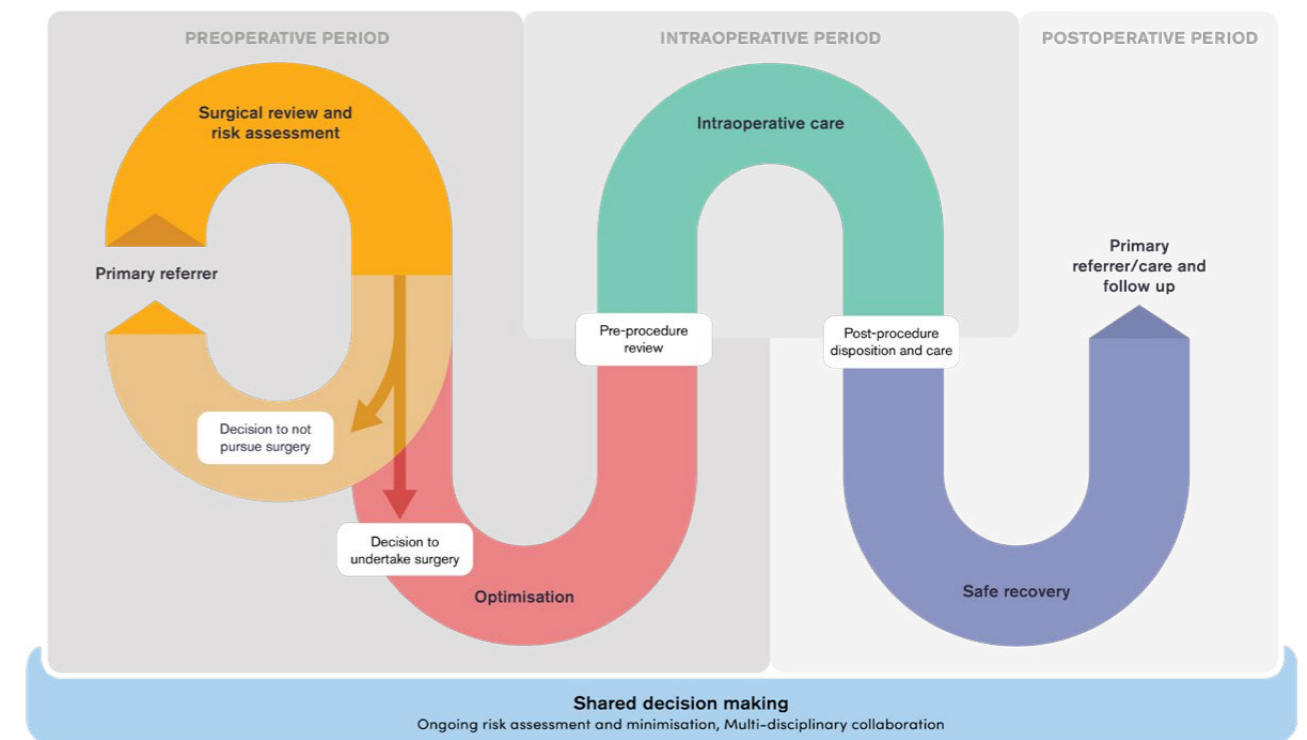 PREOPERATIVE PERIOD
INTRAOPERATIVE PERIOD
POSTOPERATIVE PERIOD
Surgical review and
risk assessment
Primary referrer
Decision to not
pursue surgery
Decision to
undertake surgery
Optimisation
Pre-procedure
review
Intraoperative care
Post-procedure
disposition and care
Safe recovery
Primary
referrer/care and
follow up
Shared decision making
Ongoing risk assessment and minimisation, Multi-disciplinary collaboration